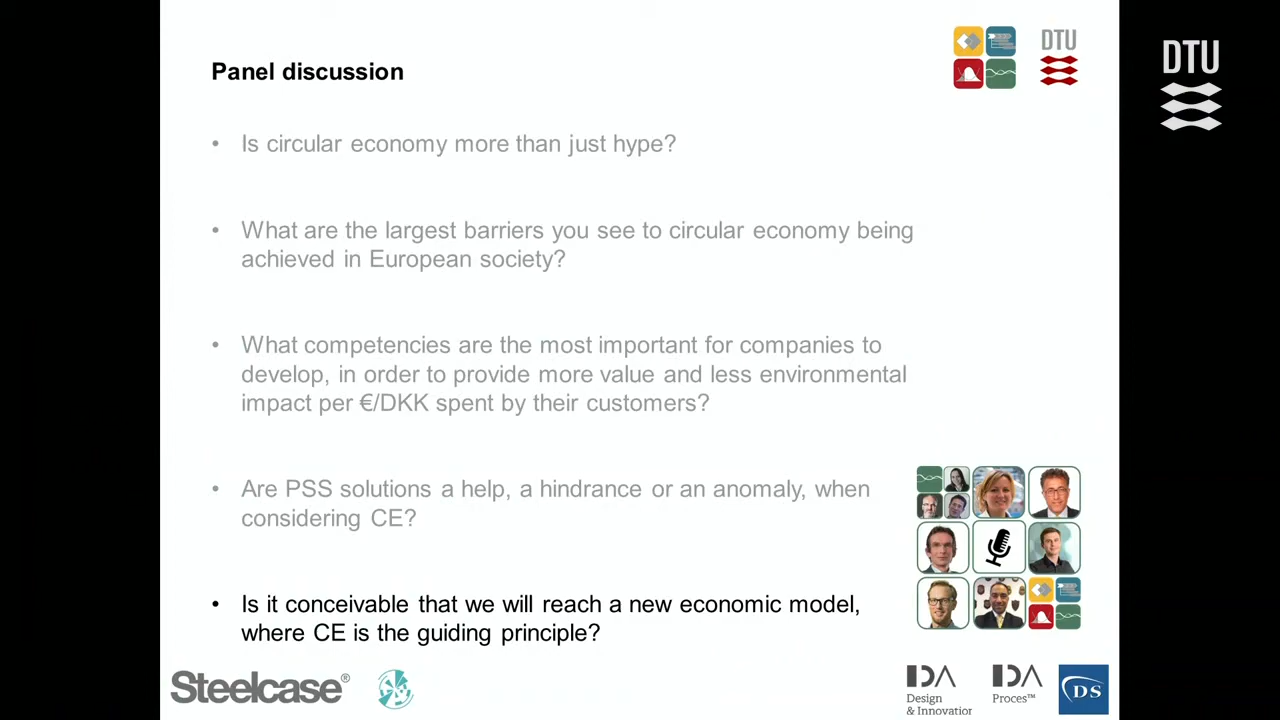 DTU
DTU
Panel discussion
• Is circular economy more than just hype?
• What are the largest barriers you see to circular economy being
achieved in European society?
• What competencies are the most important for companies to
develop, in order to provide more value and less environmental
impact per €/DKK spent by their customers?
• Are PSS solutions a help, a hindrance or an anomaly, when
considering CE?
• Is it conceivable that we will reach a new economic model,
where CE is the guiding principle?
Steelcase®
IDA
Design
& Innovation
IDA
Proces™
DS